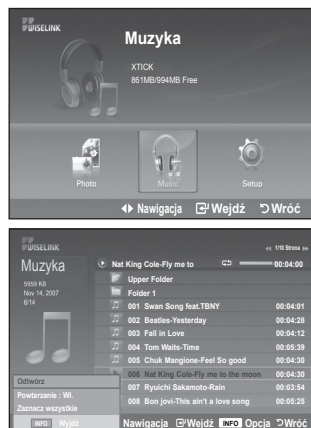 WISELINK
Muzyka
XTICK
861MB/994MB Free
Photo
Music
Setup
Nawigacja Wejdź Wróć
WISELINK
1/10 Strona
Muzyka
Nat King Cole-Fly me to 00:04:00
5959 KB
Nov 14. 2007
6/14
Upper Folder
Folder 1
001 Swan Song feat.TBNY 00:04:01
002 Beatles-Yesterday 00:04:28
003 Fall in Love 00:04:12
004 Tom Waits-Time 00:05:39
005 Chuk Mangione-Feel So good 00:04:30
006 Nat King Cole-Fly me to the moon 00:04:30
007 Ryuichi Sakamoto-Rain 00:03:54
008 Bon jovi-This ain't a love song 00:05:25
Odtwórz
Powtarzanie : Wł.
Zaznacz wszystkie
INFO Wyjdź
Nawigacja Wejdź INFO Opcja Wróć